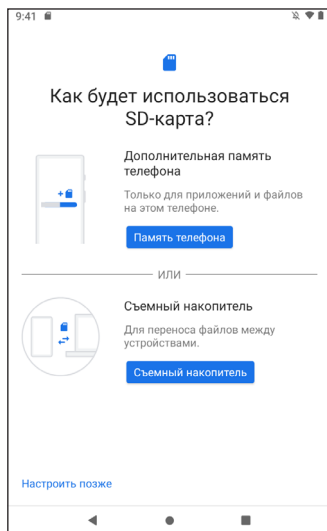 9:41
Как будет использоваться
SD-карта?
Дополнительная память
телефона
Только для приложений и файлов
на этом телефоне.
Память телефона
ИЛИ
Съемный накопитель
Для переноса файлов между
устройствами.
Съемный накопитель
Настроить позже